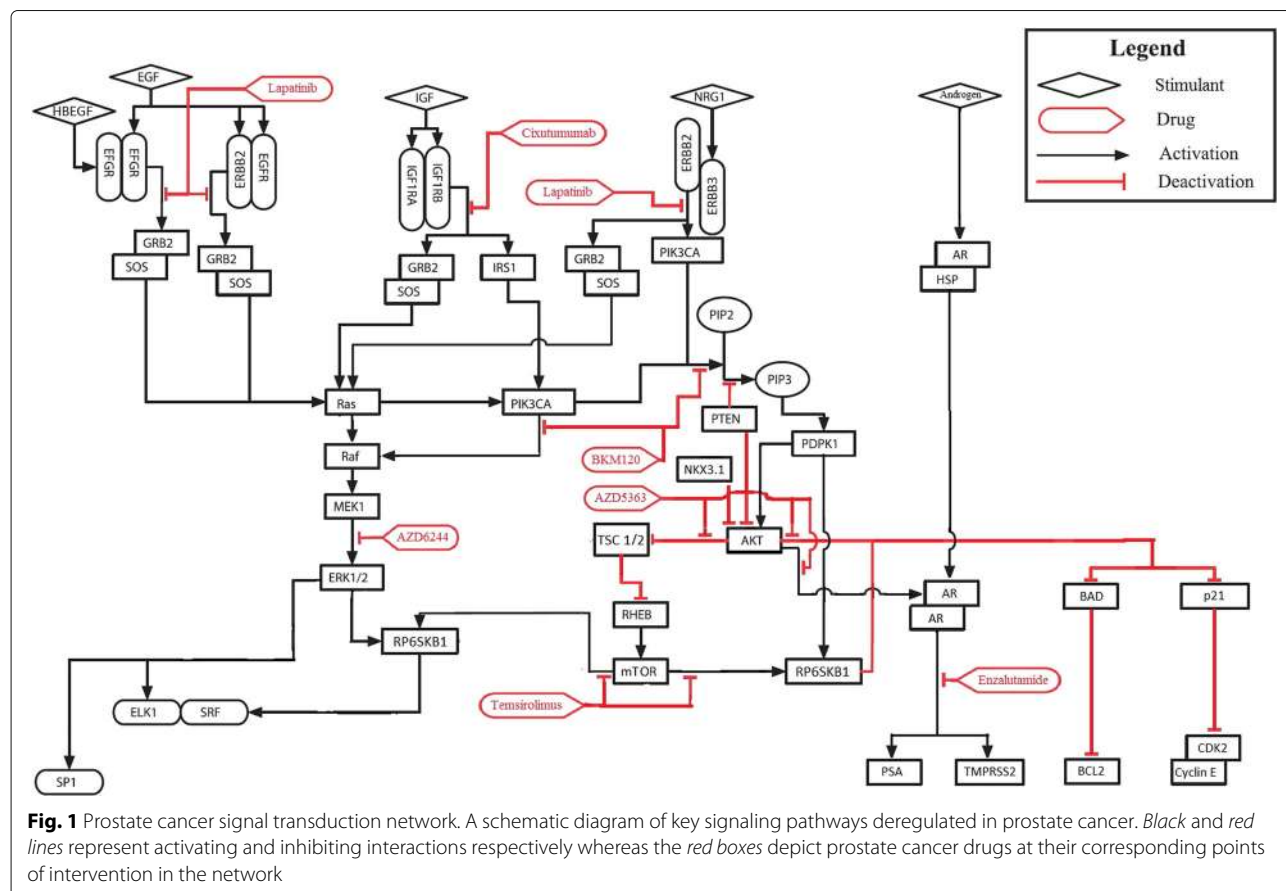 Legend
Stimulant
Drug
Activation
Deactivation
EGF
Lapatinib
HBEGF
IGF
NRG1
Androgen
EFGR
EFGR
ERBB2
EGFR
Cixutumumab
IGF1RA
IGF1RB
ERBB2
ERBB3
Lapatinib
GRB2
SOS
GRB2
SOS
GRB2
SOS
IRS1
GRB2
SOS
PIK3CA
AR
HSP
PIP2
PIP3
Ras
PIK3CA
PTEN
PDPK1
Raf
BKM120
NKX3.1
MEK1
AZD5363
AZD6244
TSC 1/2
AKT
ERK1/2
RHEB
AR
AR
BAD
p21
RP6SKB1
mTOR
RP6SKB1
Enzalutamide
Temsirolimus
ELK1
SRF
SP1
PSA
TMPRSS2
BCL2
CDK2
Cyclin E
Fig. 1 Prostate cancer signal transduction network. A schematic diagram of key signaling pathways deregulated in prostate cancer. Black and red
lines represent activating and inhibiting interactions respectively whereas the red boxes depict prostate cancer drugs at their corresponding points
of intervention in the network